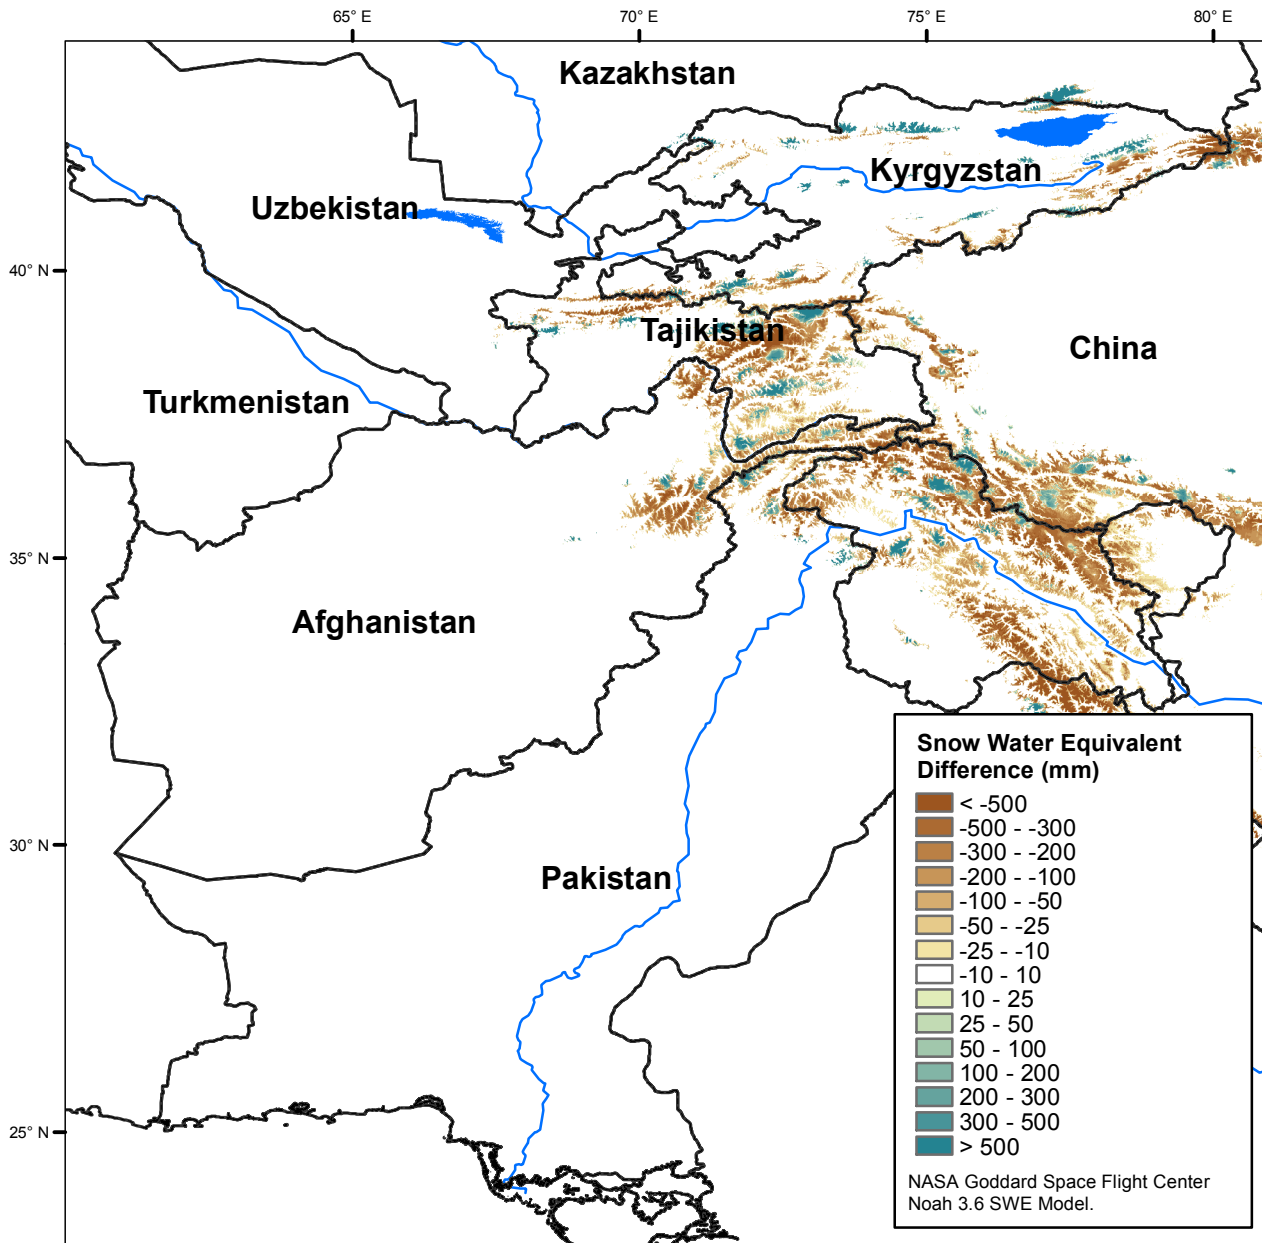 65° E
70° E
75° E
80° E
Kazakhstan
Kyrgyzstan
Uzbekistan
40° N
Tajikistan
China
Turkmenistan
35° N
Afghanistan
30° N
Pakistan
25° N
Snow Water Equivalent
Difference (mm)
< -500
-500 - -300
-300 - -200
-200 - -100
-100 - -50
-50 - -25
-25 - -10
-10 - 10
10 - 25
25 - 50
50 - 100
100 - 200
200 - 300
300 - 500
> 500
NASA Goddard Space Flight Center
Noah 3.6 SWE Model.